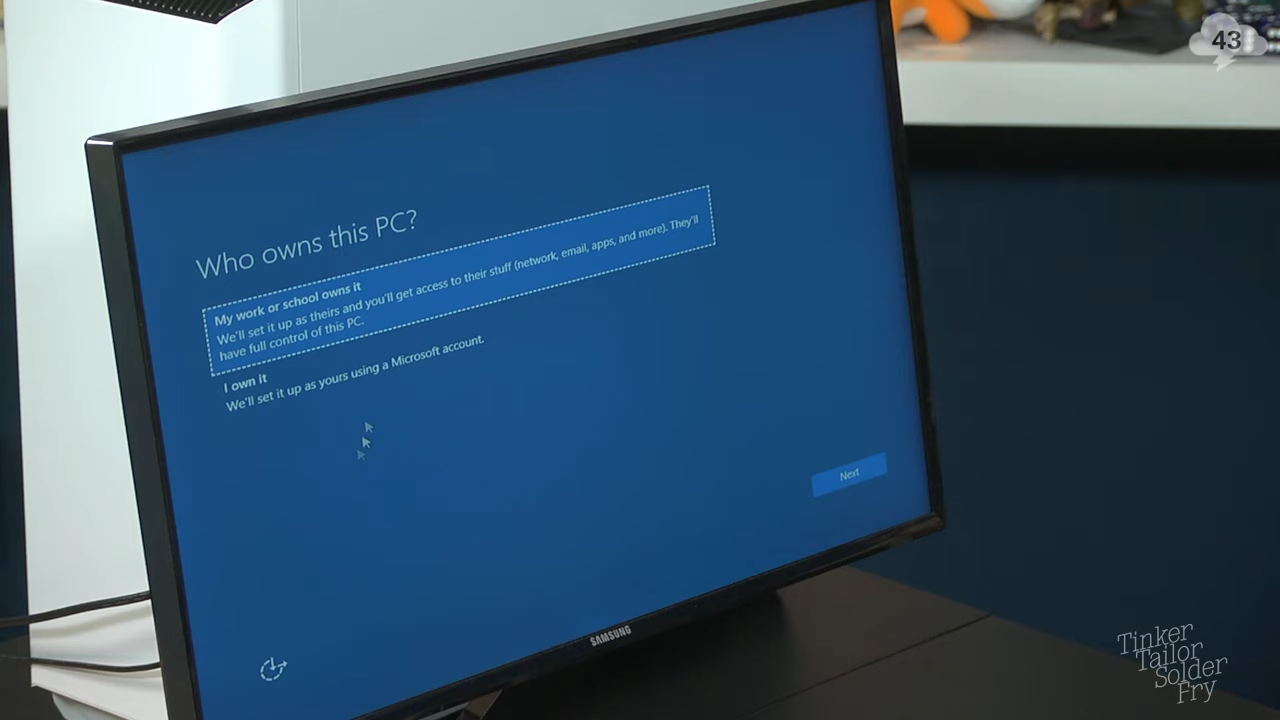 43
Who owns this PC?
My work or school owns it
We'll set it up as theirs and you'll get access to their stuff (network, email, apps, and more). They'll
have full control of this PC.
I own it
We'll set it up as yours using a Microsoft account.
Next
SAMSUNG
Tinker
Tailor
Solder
Fry